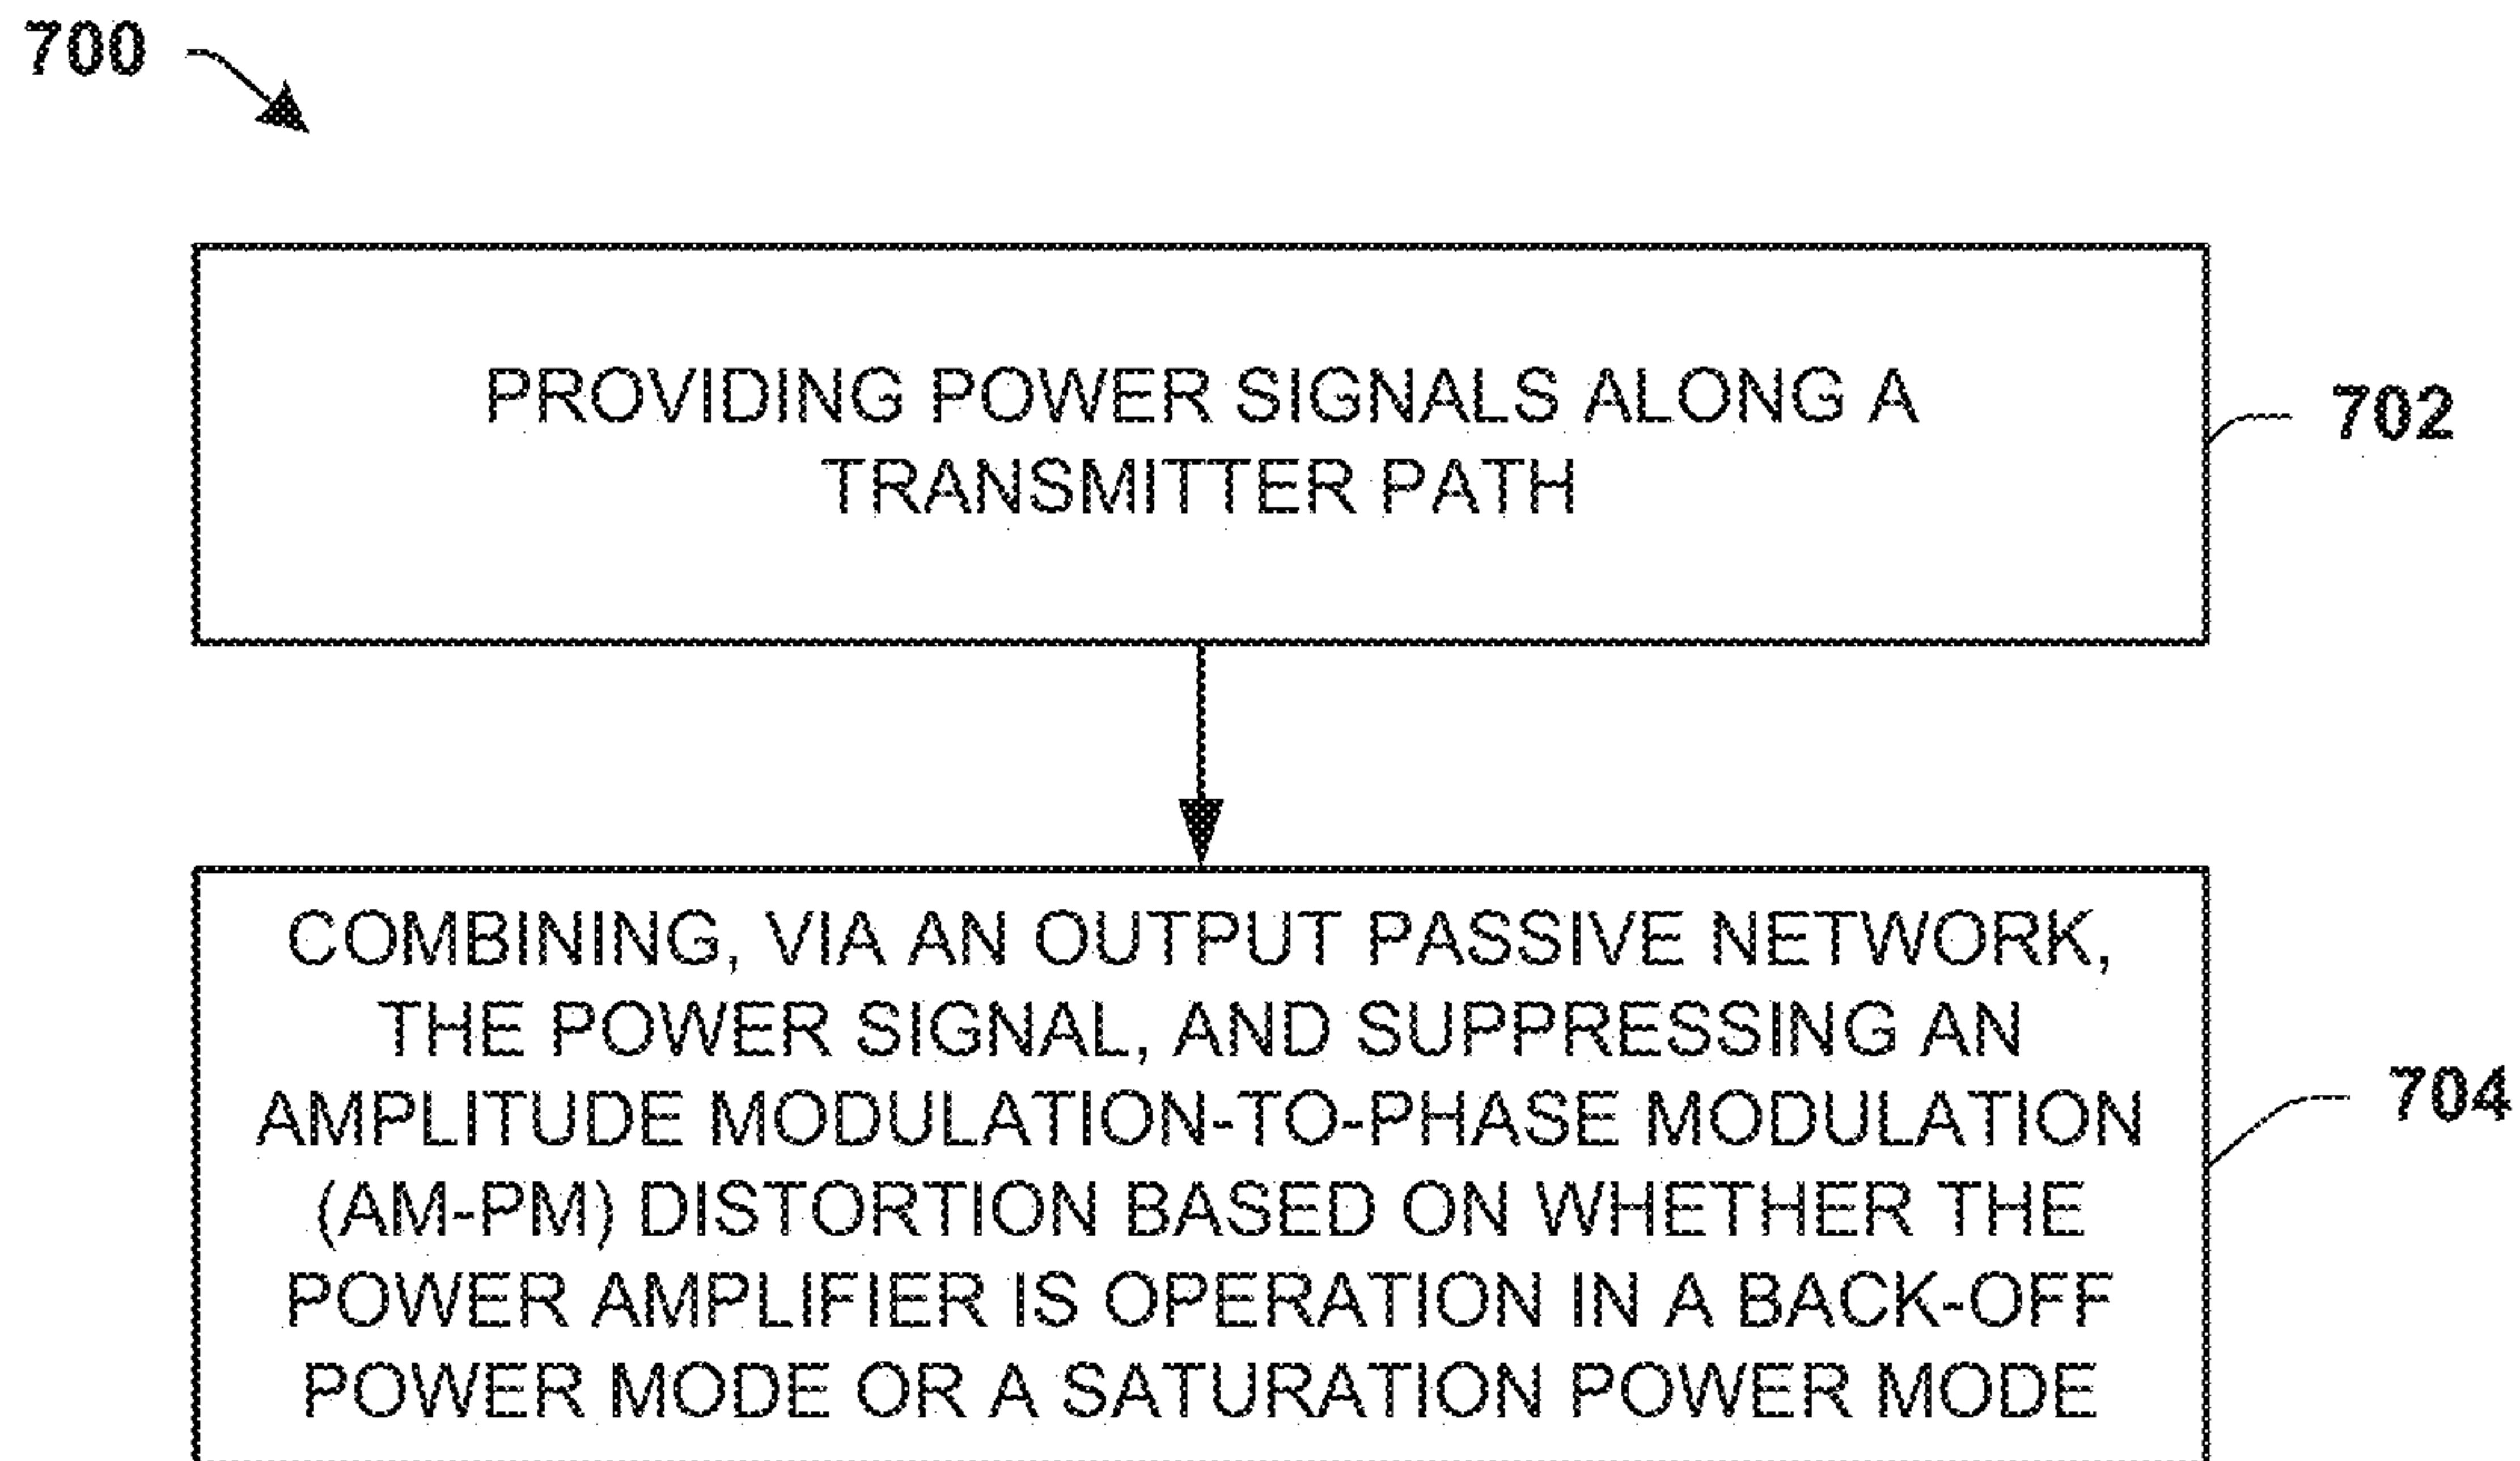 700
PROVIDING POWER SIGNALS ALONG A
TRANSMITTER PATH
702
COMBINING, VIA AN OUTPUT PASSIVE NETWORK,
THE POWER SIGNAL, AND SUPPRESSING AN
AMPLITUDE MODULATION-TO-PHASE MODULATION
(AM-PM) DISTORTION BASED ON WHETHER THE
POWER AMPLIFIER IS OPERATION IN A BACK-OFF
POWER MODE OR A SATURATION POWER MODE
704